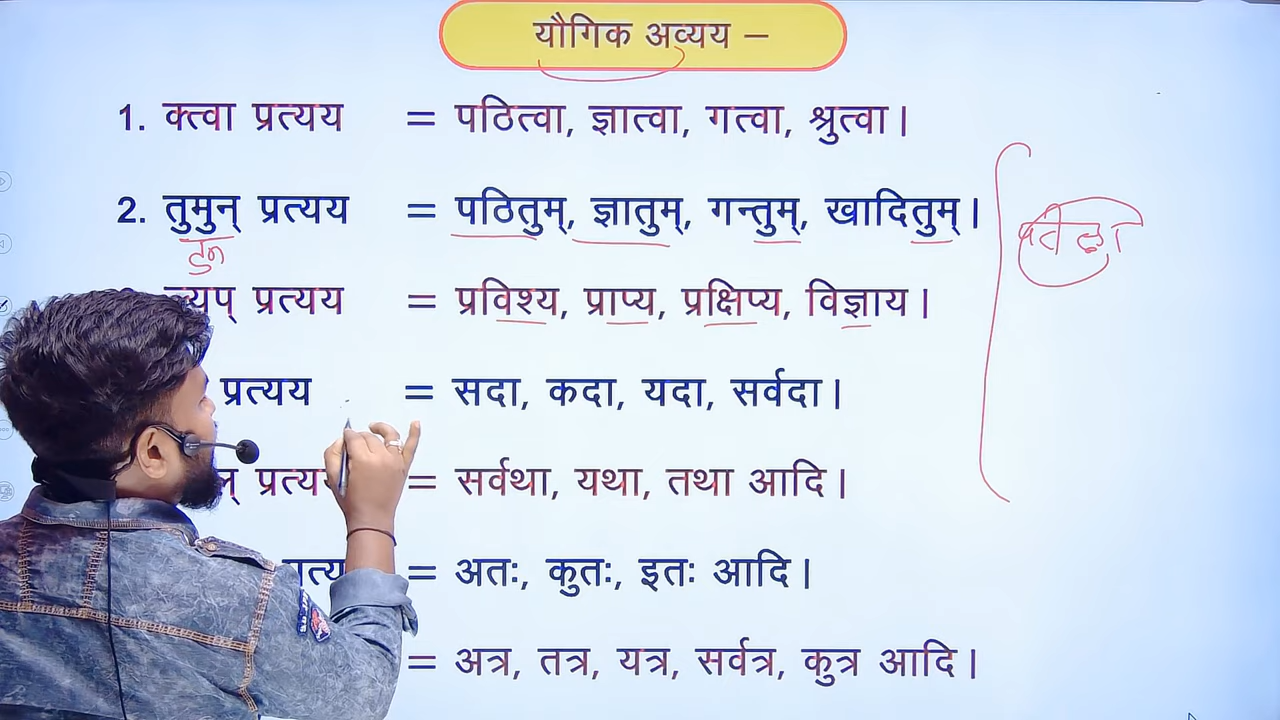 यौगिक अव्यय –
1. क्त्वा प्रत्यय = पठित्वा, ज्ञात्वा, गत्वा, श्रुत्वा।
2. तुमुन् प्रत्यय = पठितुम्, ज्ञातुम्, गन्तुम्, खादितुम्।
प्रत्यय = प्रविश्य, प्राप्य, प्रक्षिप्य, विज्ञाय।
प्रत्यय = सदा, कदा, यदा, सर्वदा।
= सर्वथा, यथा, तथा आदि।
= अतः, कुतः, इतः आदि।
= अत्र, तत्र, यत्र, सर्वत्र, कुत्र आदि।